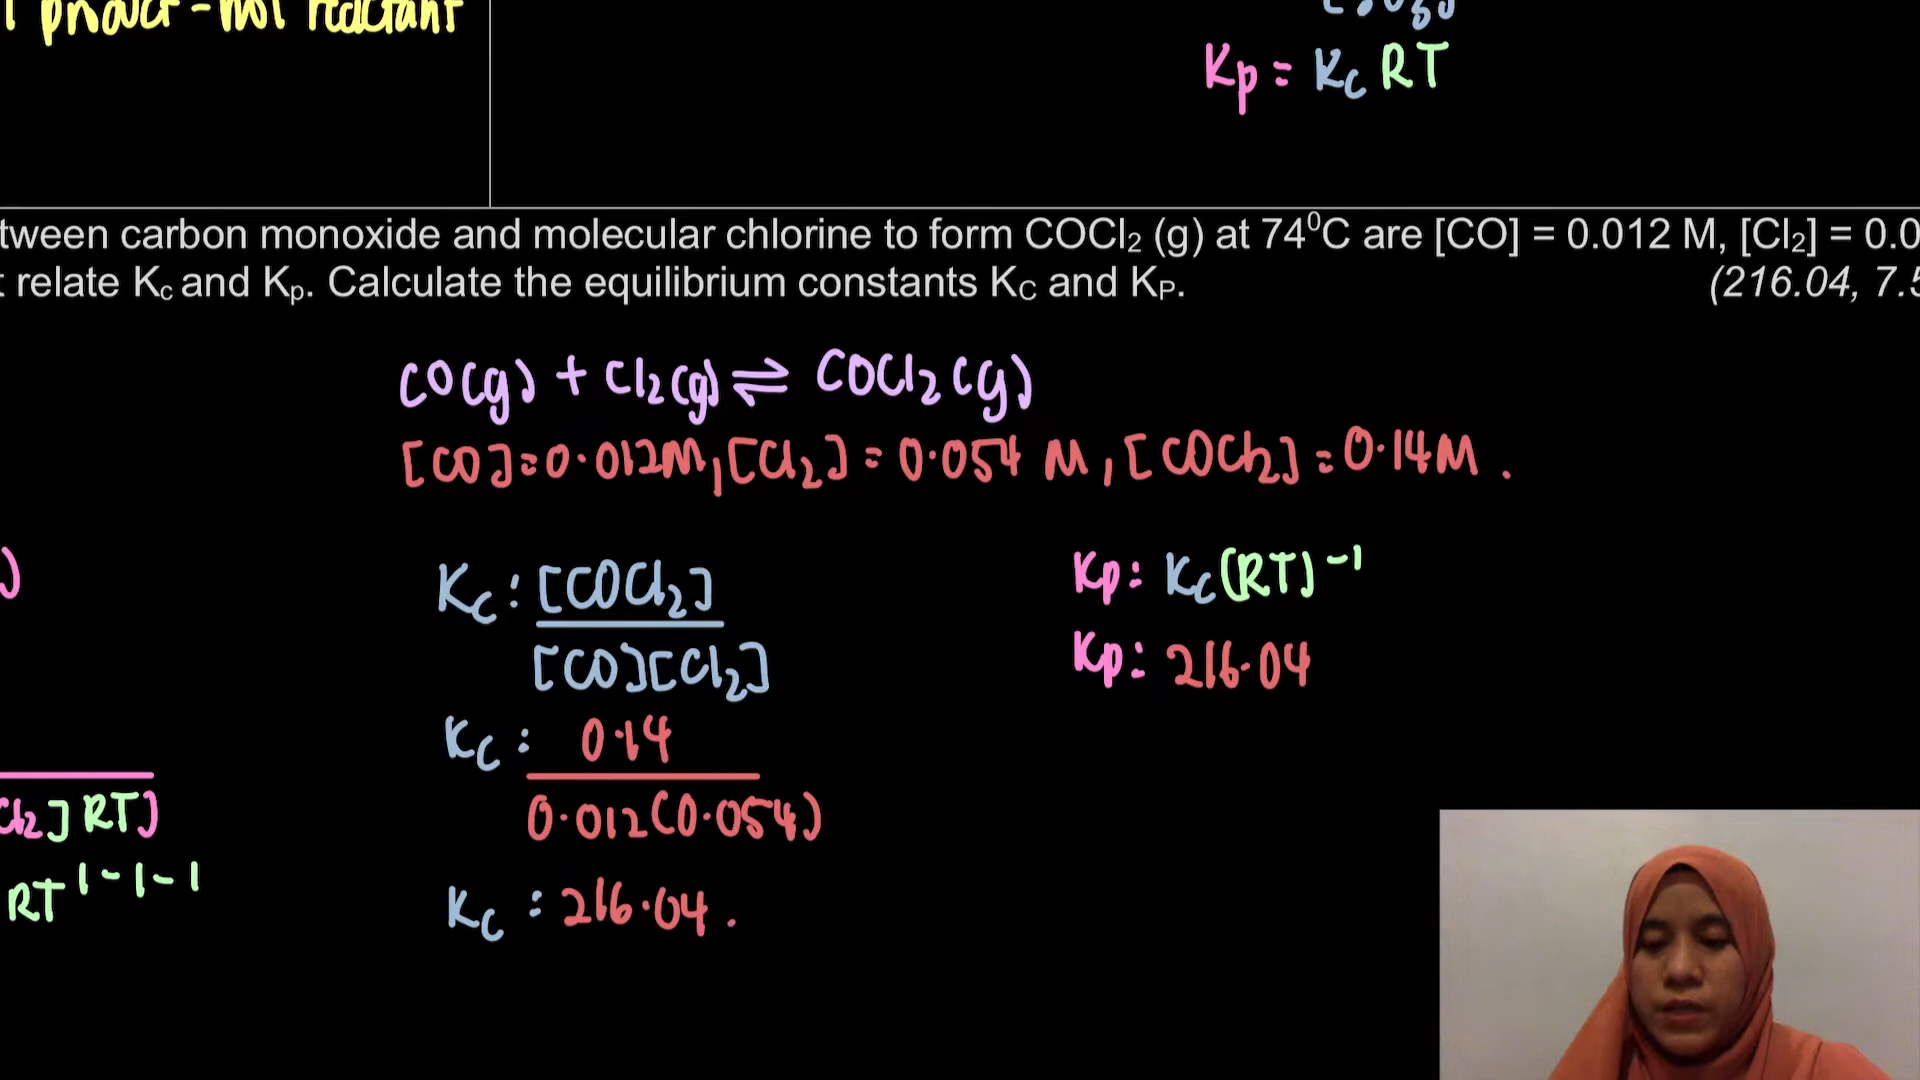 product - not reactant
Kp = Kc RT
tween carbon monoxide and molecular chlorine to form COCl₂ (g) at 74⁰C are [CO] = 0.012 M, [Cl₂] = 0.0
relate Kc and Kp. Calculate the equilibrium constants KC and KP. (216.04, 7.5
CO(g) + Cl₂(g) ⇌ COCl₂(g)
[CO]=0.012M,[Cl₂] = 0.054 M, [COCl₂] = 0.14M.
)
Kc : [COCl₂]
[CO][Cl₂]
Kp : Kc(RT)⁻¹
Kp : 216.04
Kc : 0.14
0.012(0.054)
Cl₂] RT)
RT¹⁻¹⁻¹
Kc : 216.04.